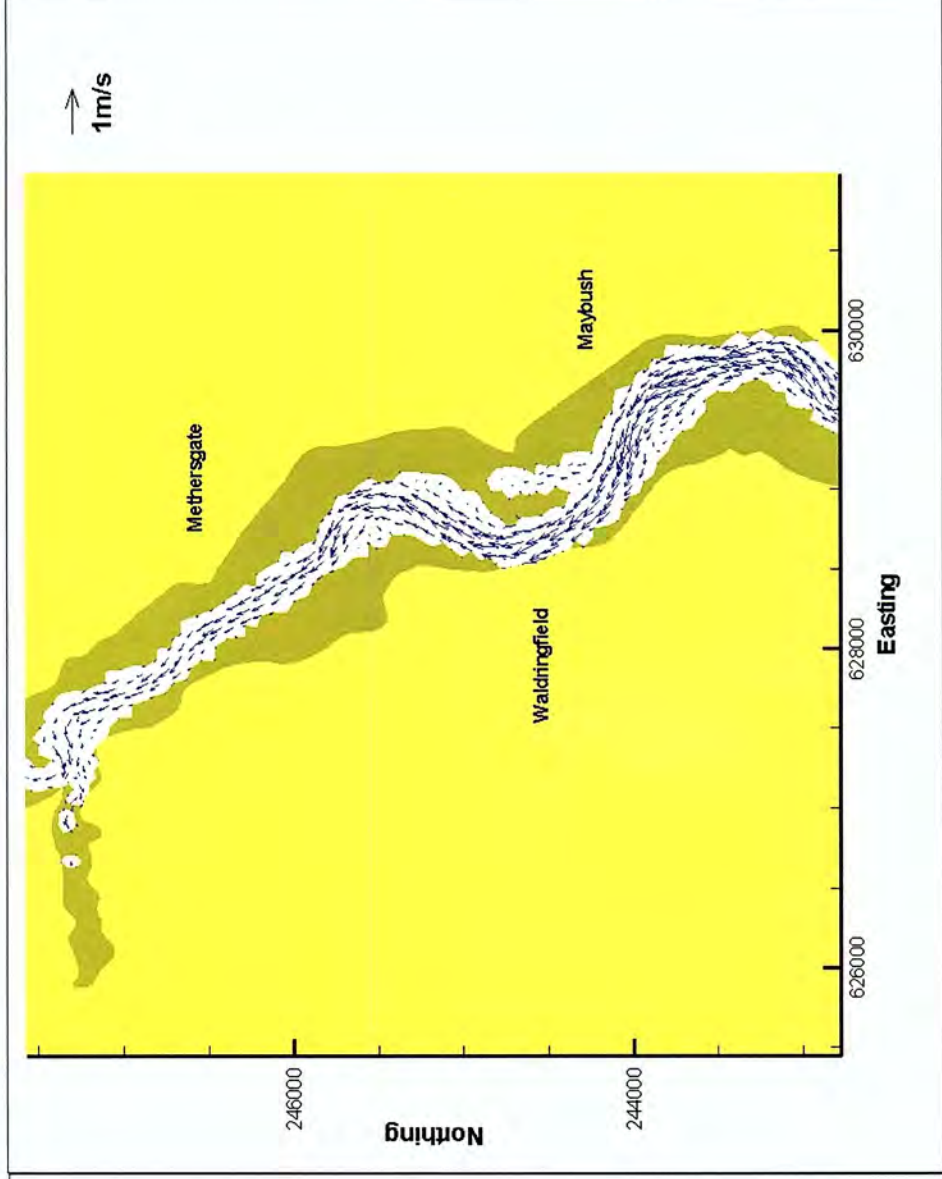 1m/s
Methersgate
Maybush
Waldringfield
Northing
246000
244000
Easting
626000
628000
630000